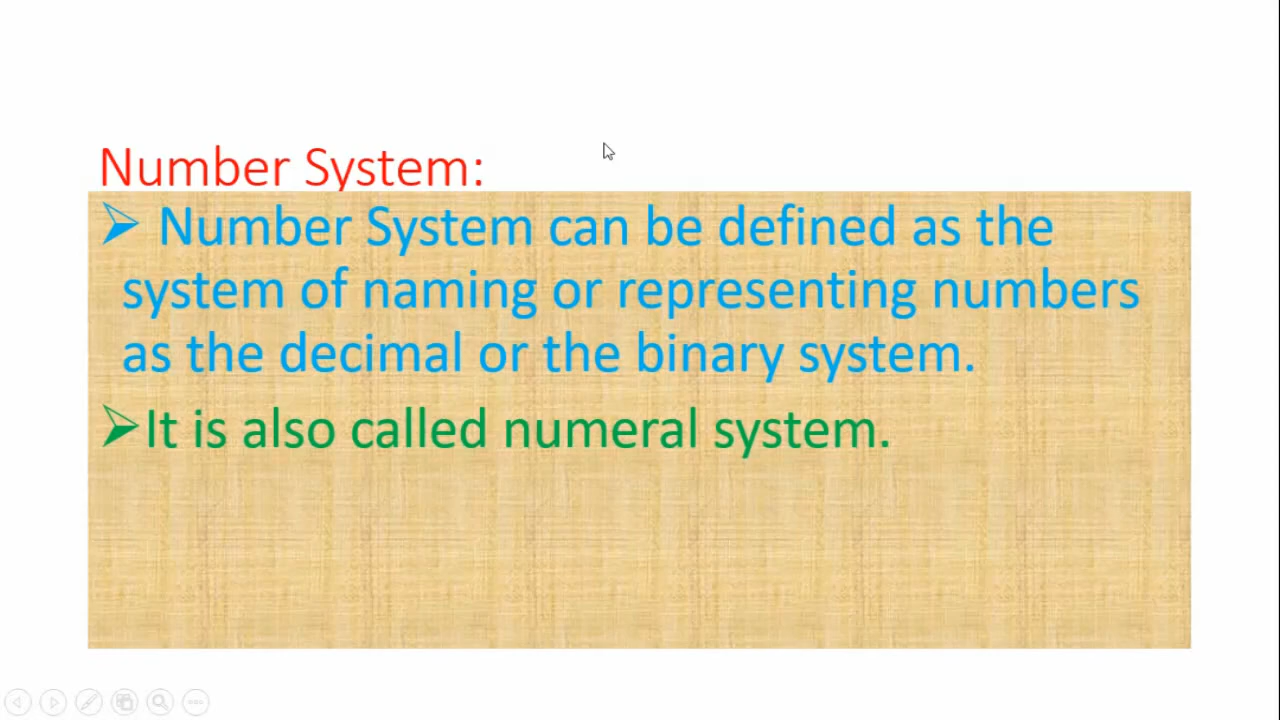 Number System:
➢ Number System can be defined as the
system of naming or representing numbers
as the decimal or the binary system.
➢It is also called numeral system.